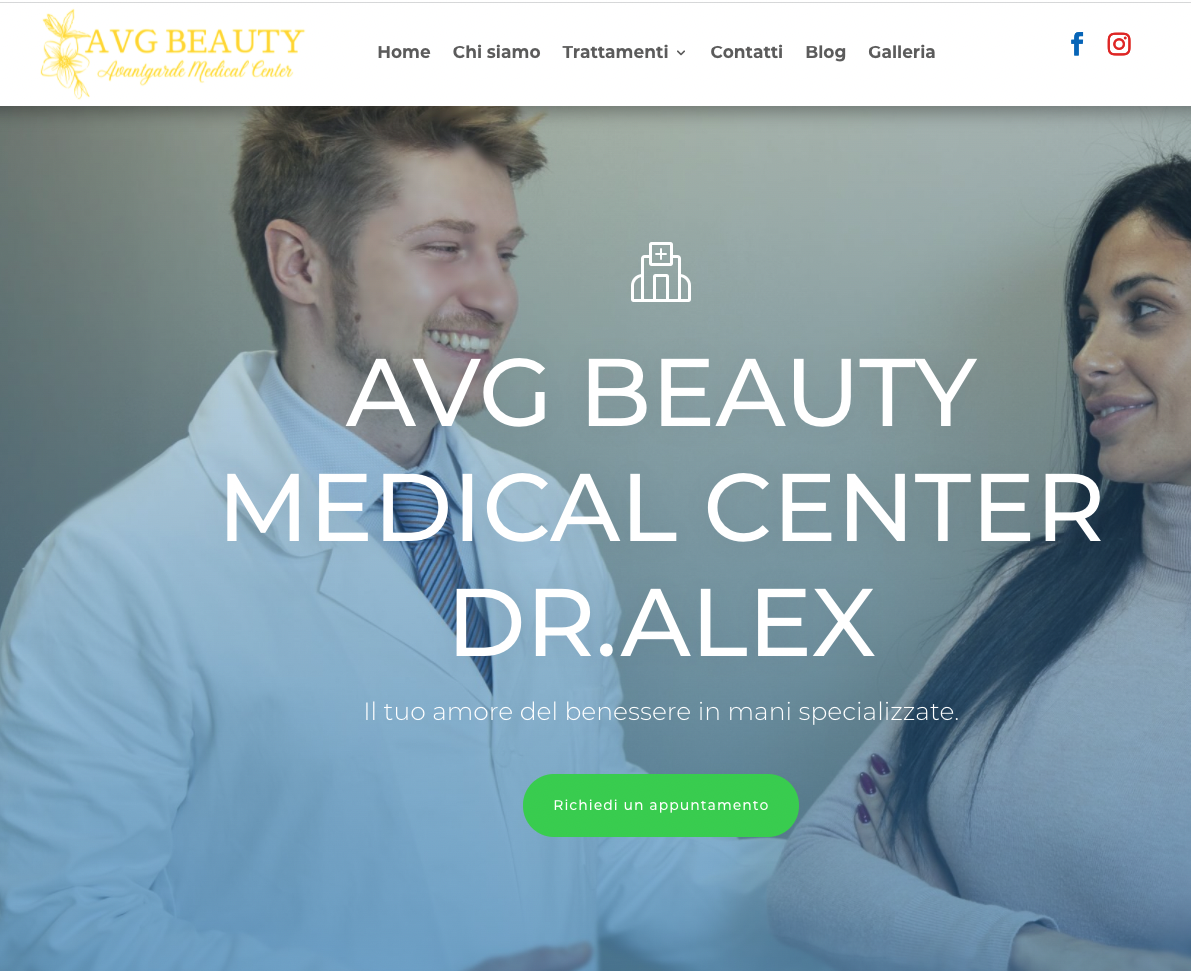 AVG BEAUTY
Avantgarde Medical Center
Home Chi siamo Trattamenti Contatti Blog Galleria
AVG BEAUTY
MEDICAL CENTER
DR.ALEX
Il tuo amore del benessere in mani specializzate.
Richiedi un appuntamento